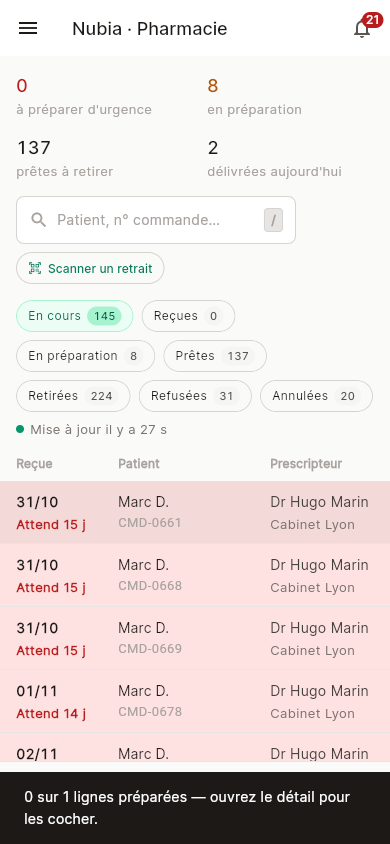 Nubia · Pharmacie
21
0
à préparer d'urgence
8
en préparation
137
prêtes à retirer
2
délivrées aujourd'hui
Patient, n° commande...
/
Scanner un retrait
En cours 145
Reçues 0
En préparation 8
Prêtes 137
Retirées 224
Refusées 31
Annulées 20
Mise à jour il y a 27 s
Reçue Patient Prescripteur
31/10 Marc D. Dr Hugo Marin
Attend 15 j CMD-0661 Cabinet Lyon
31/10 Marc D. Dr Hugo Marin
Attend 15 j CMD-0668 Cabinet Lyon
31/10 Marc D. Dr Hugo Marin
Attend 15 j CMD-0669 Cabinet Lyon
01/11 Marc D. Dr Hugo Marin
Attend 14 j CMD-0678 Cabinet Lyon
02/11 Marc D. Dr Hugo Marin
0 sur 1 lignes préparées — ouvrez le détail pour
les cocher.